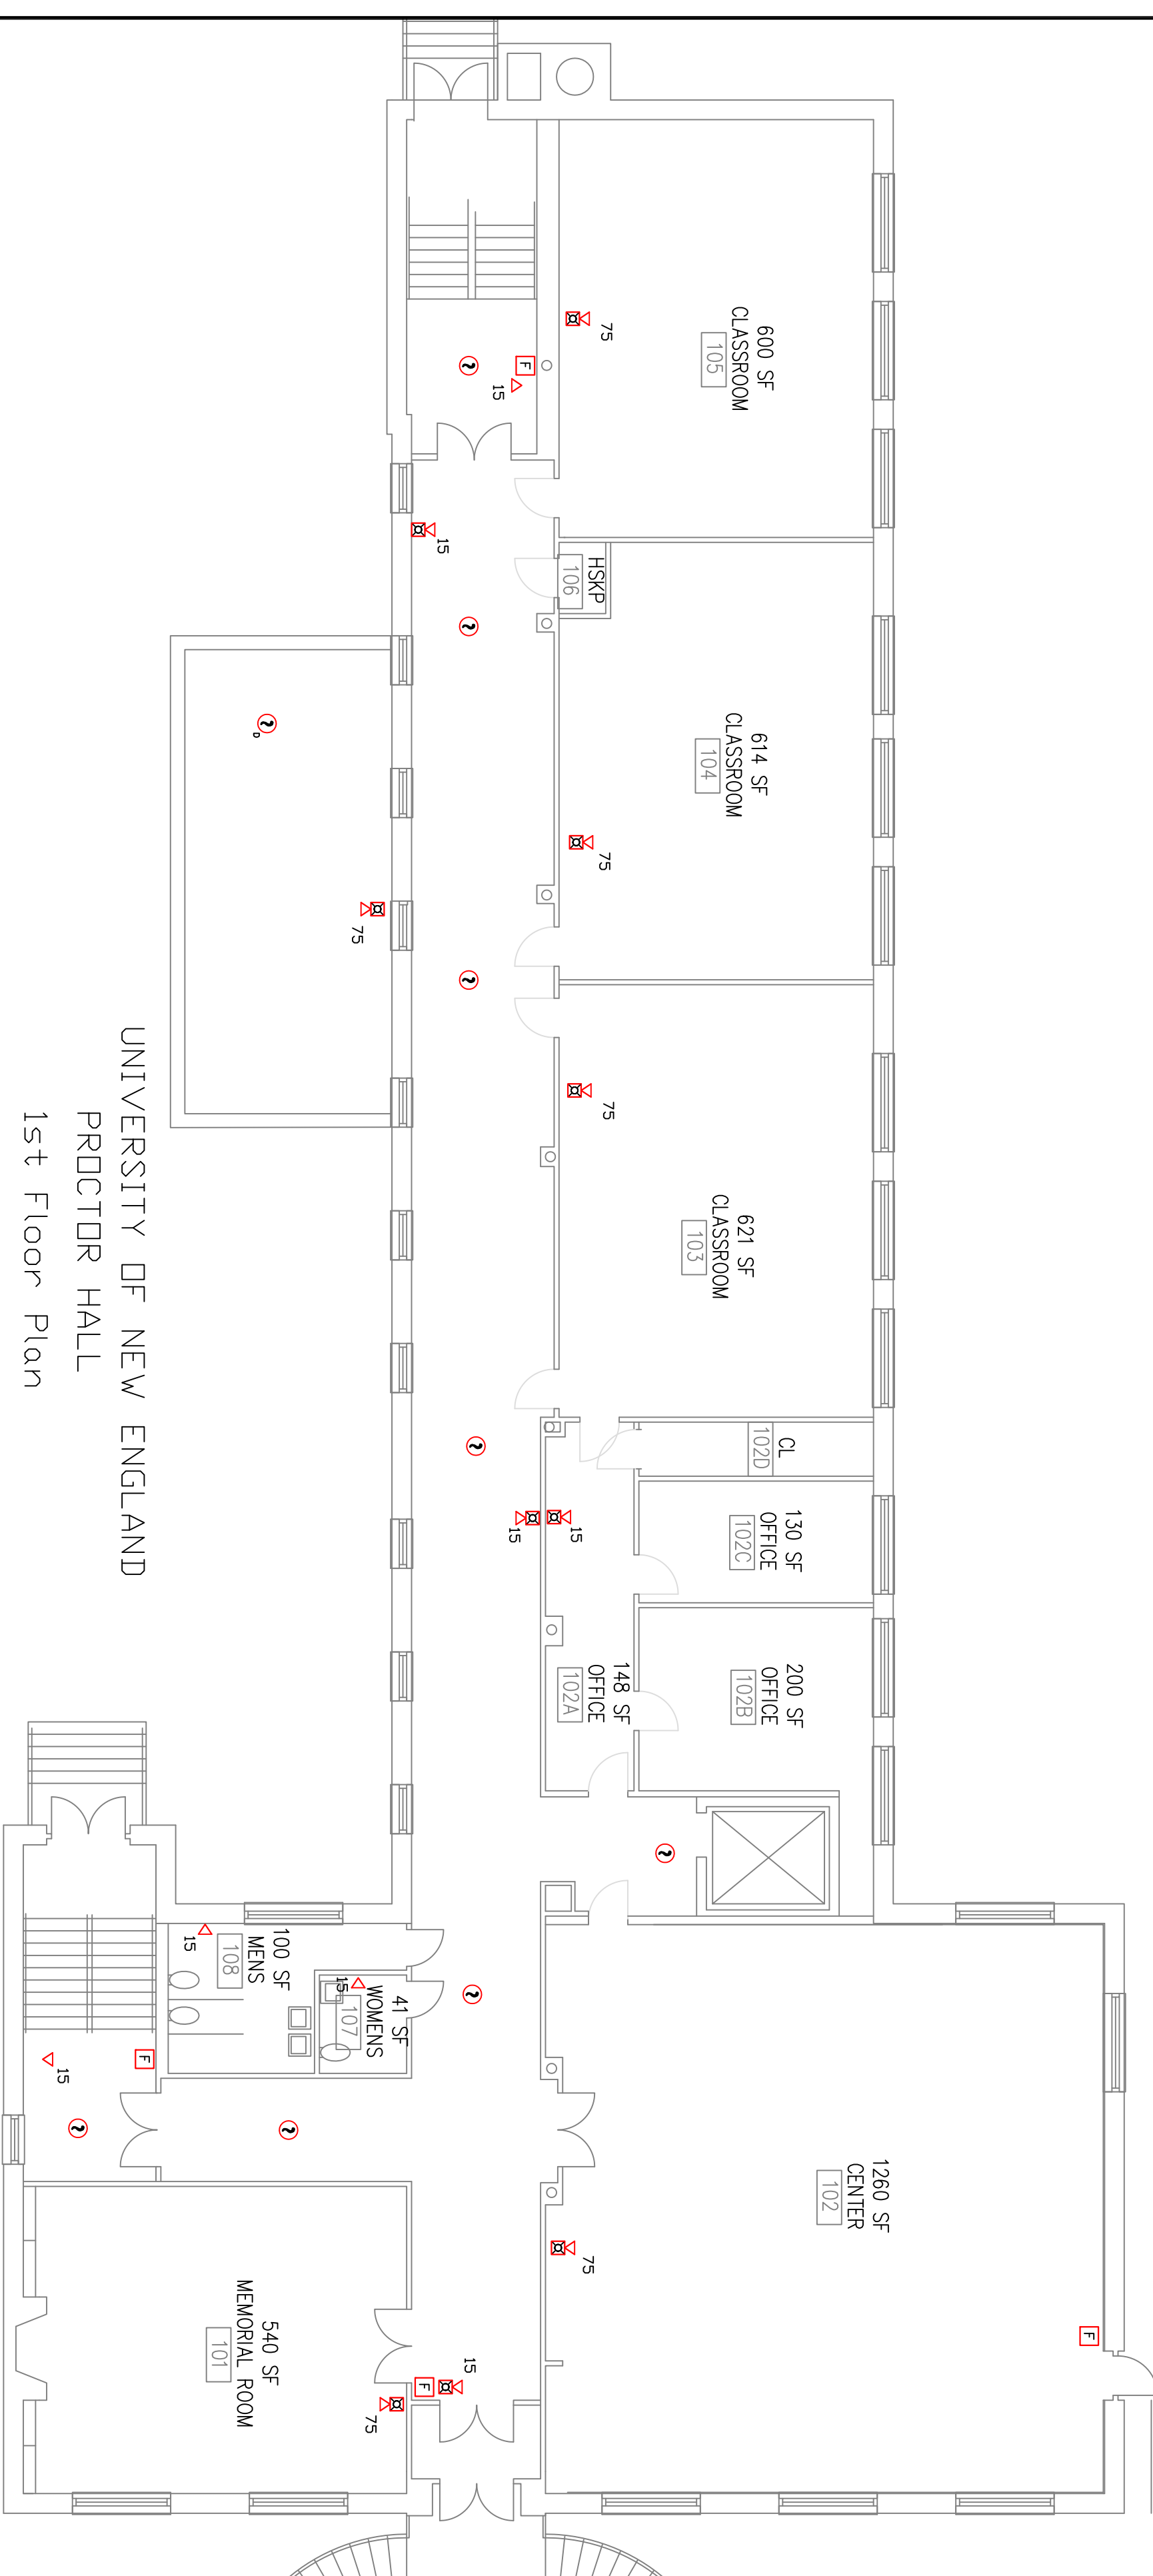 600 SF
CLASSROOM
105
75
F
15
15
HSKP
106
614 SF
CLASSROOM
104
75
D
75
621 SF
CLASSROOM
103
75
CL
102D
130 SF
OFFICE
102C
15
15
200 SF
OFFICE
102B
148 SF
OFFICE
102A
100 SF
MENS
108
15
41 SF
WOMENS
107
15
F
15
1260 SF
CENTER
102
75
F
540 SF
MEMORIAL ROOM
101
15
F
75
UNIVERSITY OF NEW ENGLAND
PROCTOR HALL
1st Floor Plan